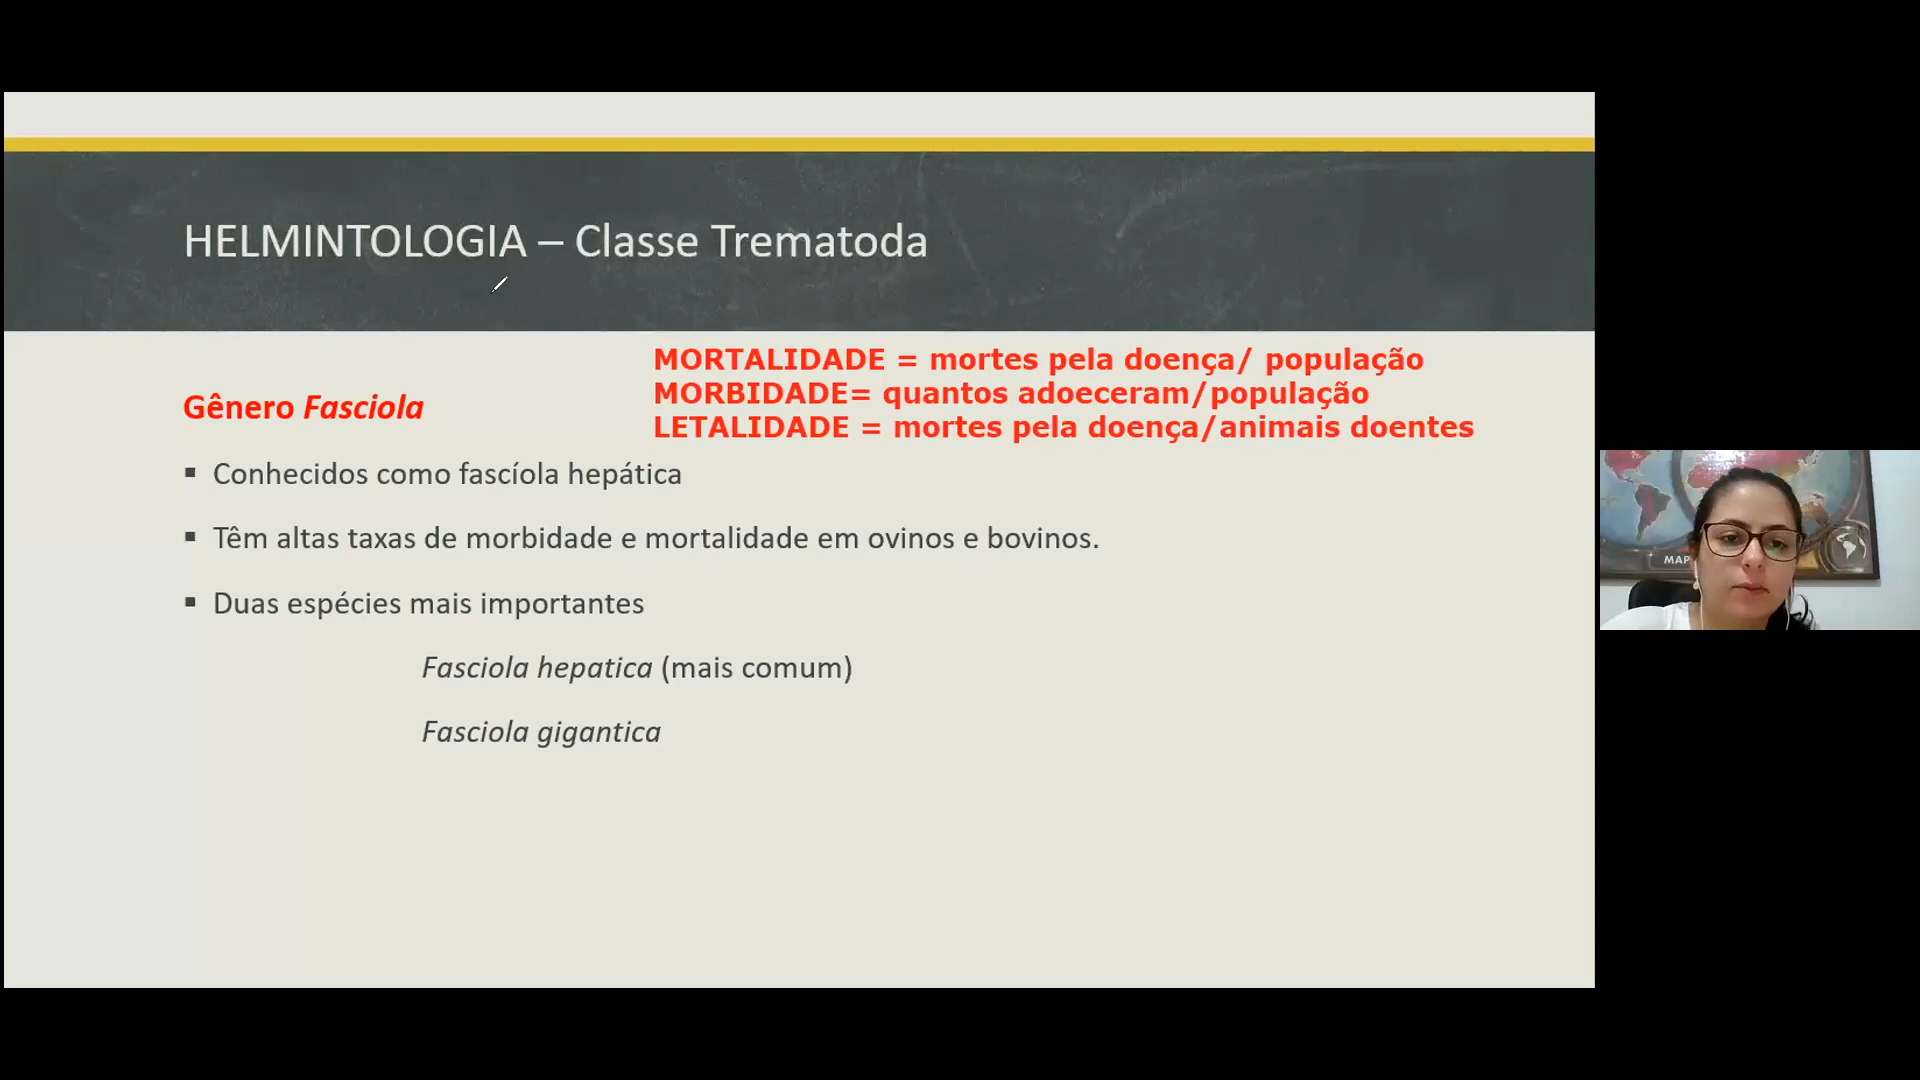 HELMINTOLOGIA – Classe Trematoda
MORTALIDADE = mortes pela doença/ população
MORBIDADE= quantos adoeceram/população
LETALIDADE = mortes pela doença/animais doentes
Gênero Fasciola
▪ Conhecidos como fascíola hepática
▪ Têm altas taxas de morbidade e mortalidade em ovinos e bovinos.
▪ Duas espécies mais importantes
Fasciola hepatica (mais comum)
Fasciola gigantica
MAP